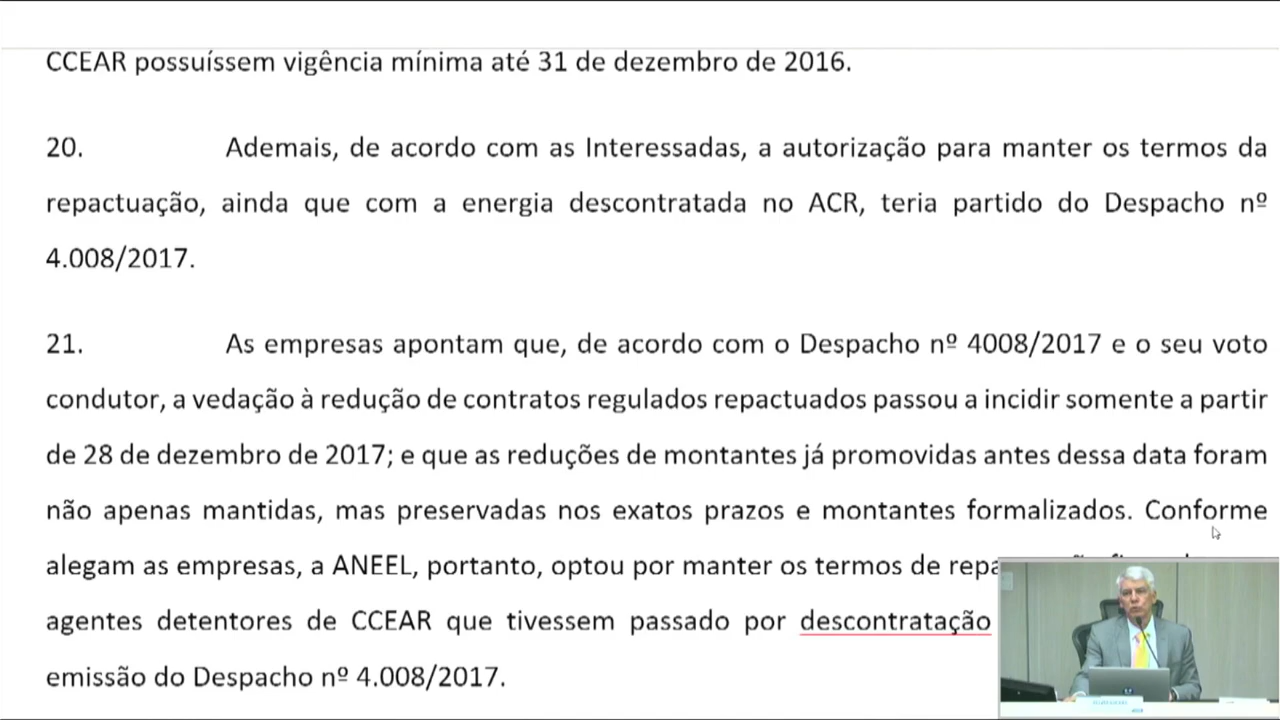 CCEAR possuíssem vigência mínima até 31 de dezembro de 2016.
20. Ademais, de acordo com as Interessadas, a autorização para manter os termos da
repactuação, ainda que com a energia descontratada no ACR, teria partido do Despacho nº
4.008/2017.
21. As empresas apontam que, de acordo com o Despacho nº 4008/2017 e o seu voto
condutor, a vedação à redução de contratos regulados repactuados passou a incidir somente a partir
de 28 de dezembro de 2017; e que as reduções de montantes já promovidas antes dessa data foram
não apenas mantidas, mas preservadas nos exatos prazos e montantes formalizados. Conforme
alegam as empresas, a ANEEL, portanto, optou por manter os termos de
agentes detentores de CCEAR que tivessem passado por descontratação
emissão do Despacho nº 4.008/2017.